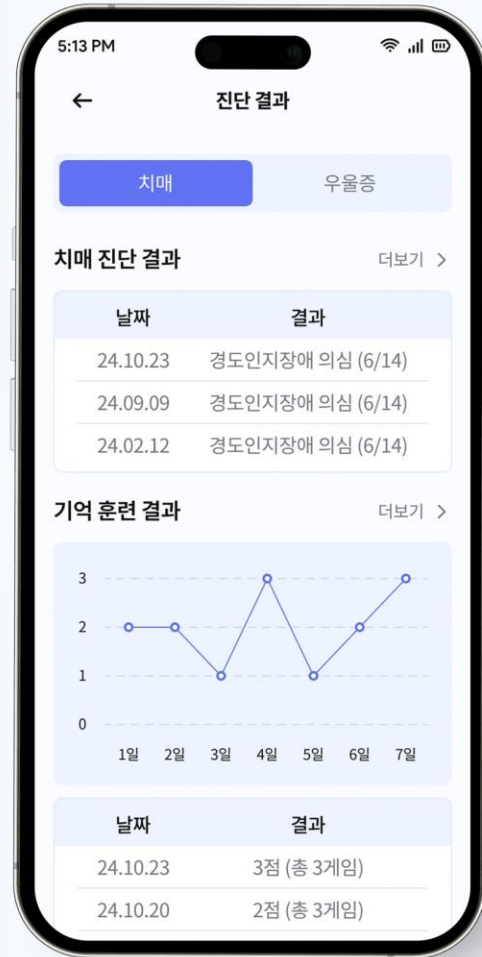 5:13 PM
진단 결과
치매 우울증
치매 진단 결과 더보기 >
날짜 결과
24.10.23 경도인지장애 의심 (6/14)
24.09.09 경도인지장애 의심 (6/14)
24.02.12 경도인지장애 의심 (6/14)
기억 훈련 결과 더보기 >
3
2
1
0
1일 2일 3일 4일 5일 6일 7일
날짜 결과
24.10.23 3점 (총 3게임)
24.10.20 2점 (총 3게임)